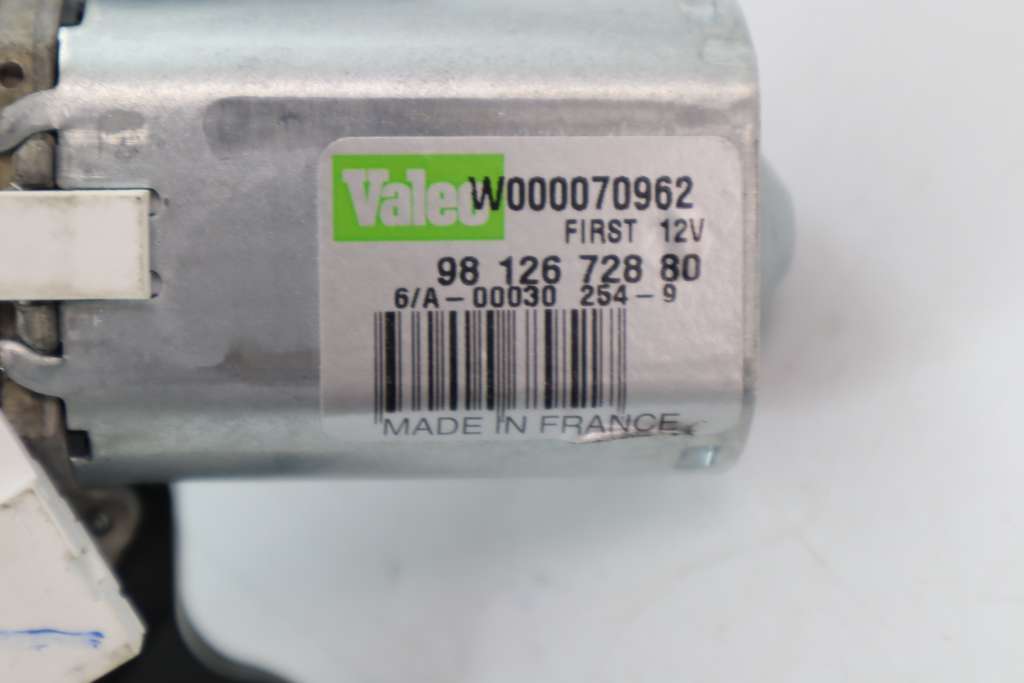 Valeo W000070962
FIRST 12V
98 126 728 80
6/A-00030 254-9
MADE IN FRANCE